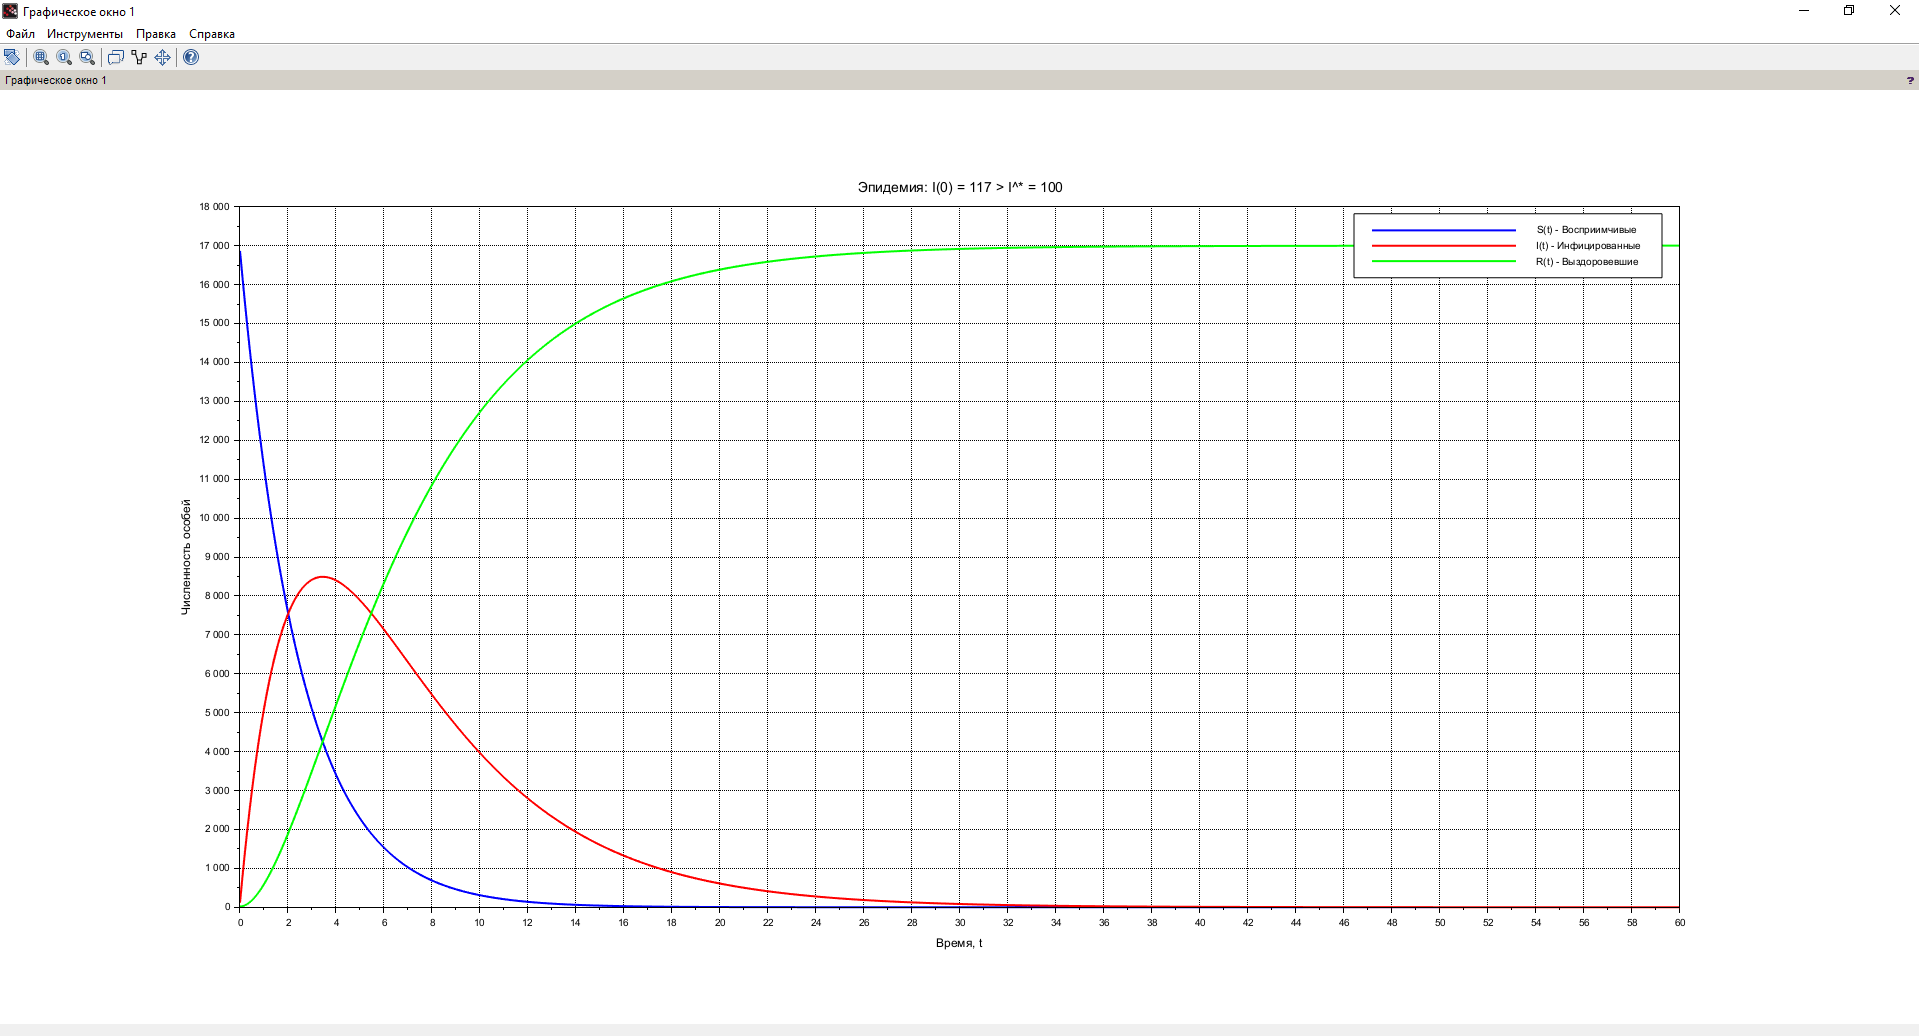 Графическое окно 1
Файл Инструменты Правка Справка
Графическое окно 1
?
Эпидемия: I(0) = 117 > I^* = 100
18 000
17 000
16 000
15 000
14 000
13 000
12 000
11 000
10 000
9 000
8 000
7 000
6 000
5 000
4 000
3 000
2 000
1 000
0
Численность особей
S(t) - Восприимчивые
I(t) - Инфицированные
R(t) - Выздоровевшие
0 2 4 6 8 10 12 14 16 18 20 22 24 26 28 30 32 34 36 38 40 42 44 46 48 50 52 54 56 58 60
Время, t